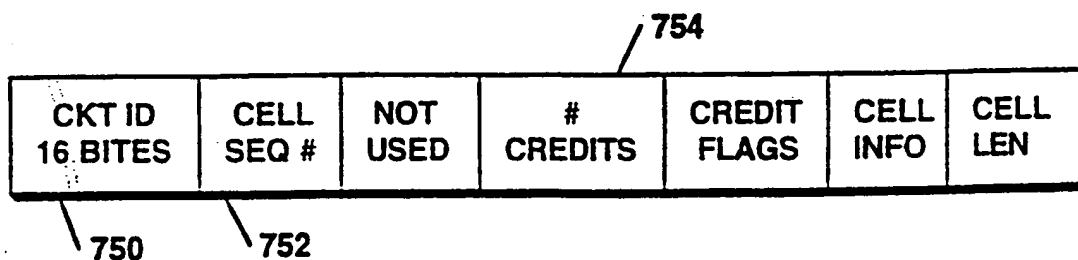 754
CKT ID
16 BITES
CELL
SEQ #
NOT
USED
#
CREDITS
CREDIT
FLAGS
CELL
INFO
CELL
LEN
750
752